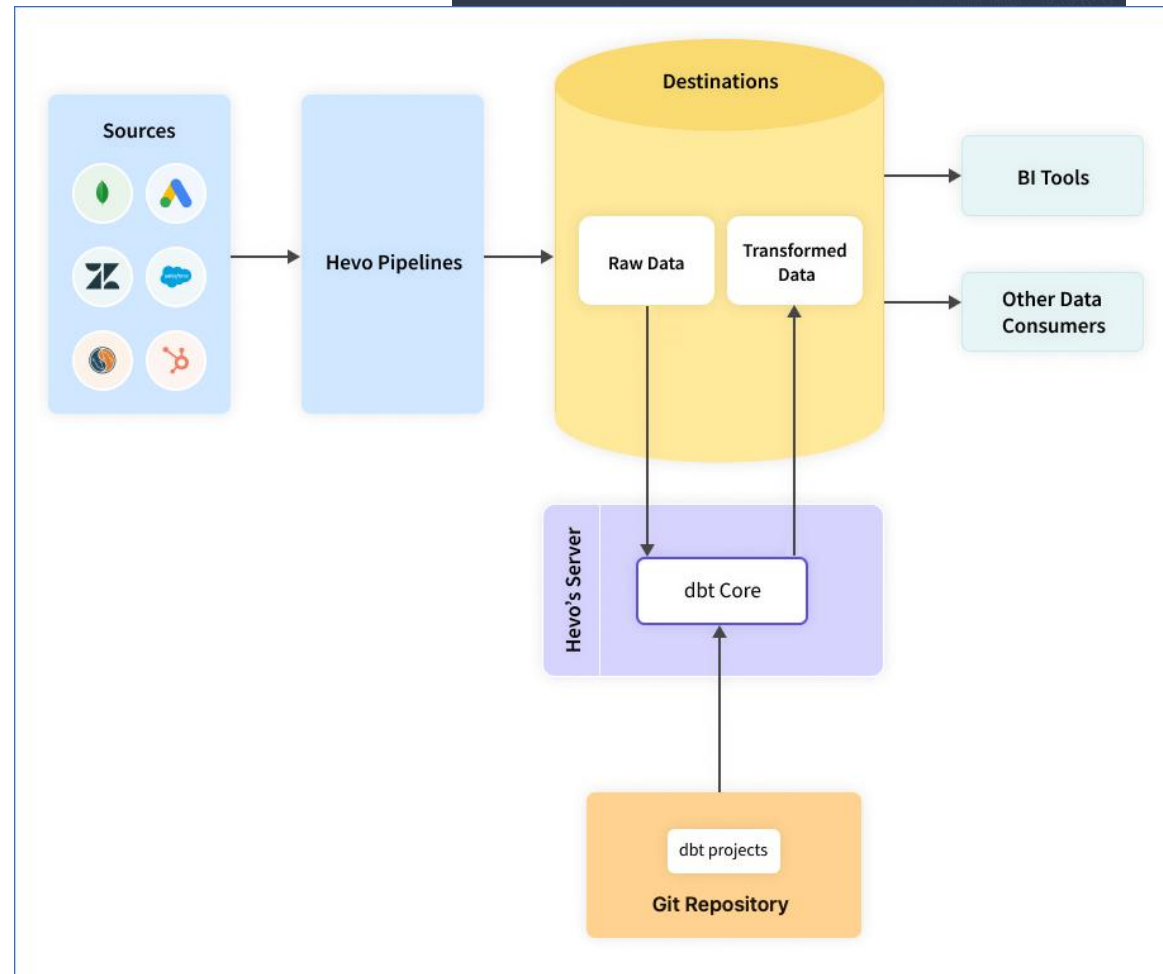 Sources
salesforce
Hevo Pipelines
Destinations
Raw Data
Transformed
Data
BI Tools
Other Data
Consumers
Hevo's Server
dbt Core
dbt projects
Git Repository